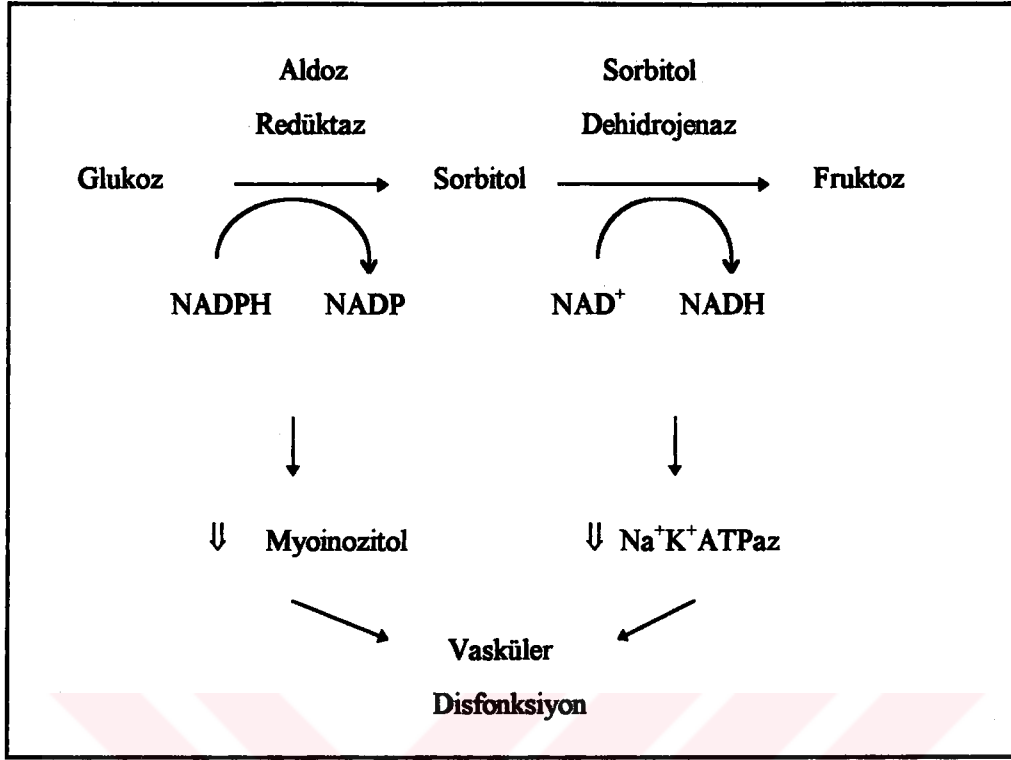 Aldoz Sorbitol
Redüktaz Dehidrojenaz
Glukoz Sorbitol Fruktoz
NADPH NADP NAD⁺ NADH
⇓ Myoinozitol ⇓ Na⁺K⁺ATPaz
Vasküler
Disfonksiyon